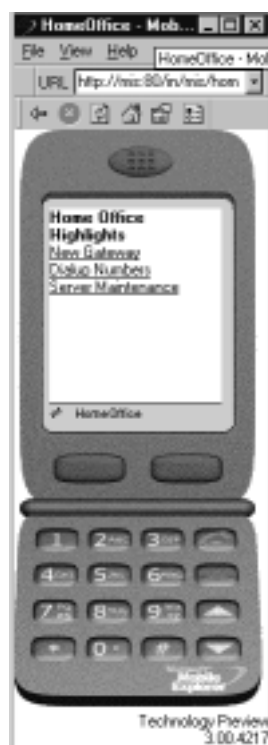 HomeOffice - Mob...
File View Help
HomeOffice - Mob
URL http://mis:80/m/mis/hom
Home Office
Highlights
New Gateway
Dialup Numbers
Server Maintenance
HomeOffice
1 2 3
4 5 6
7 8 9
* 0 #
Mobile
Explorer
Technology Preview
3.00.4217